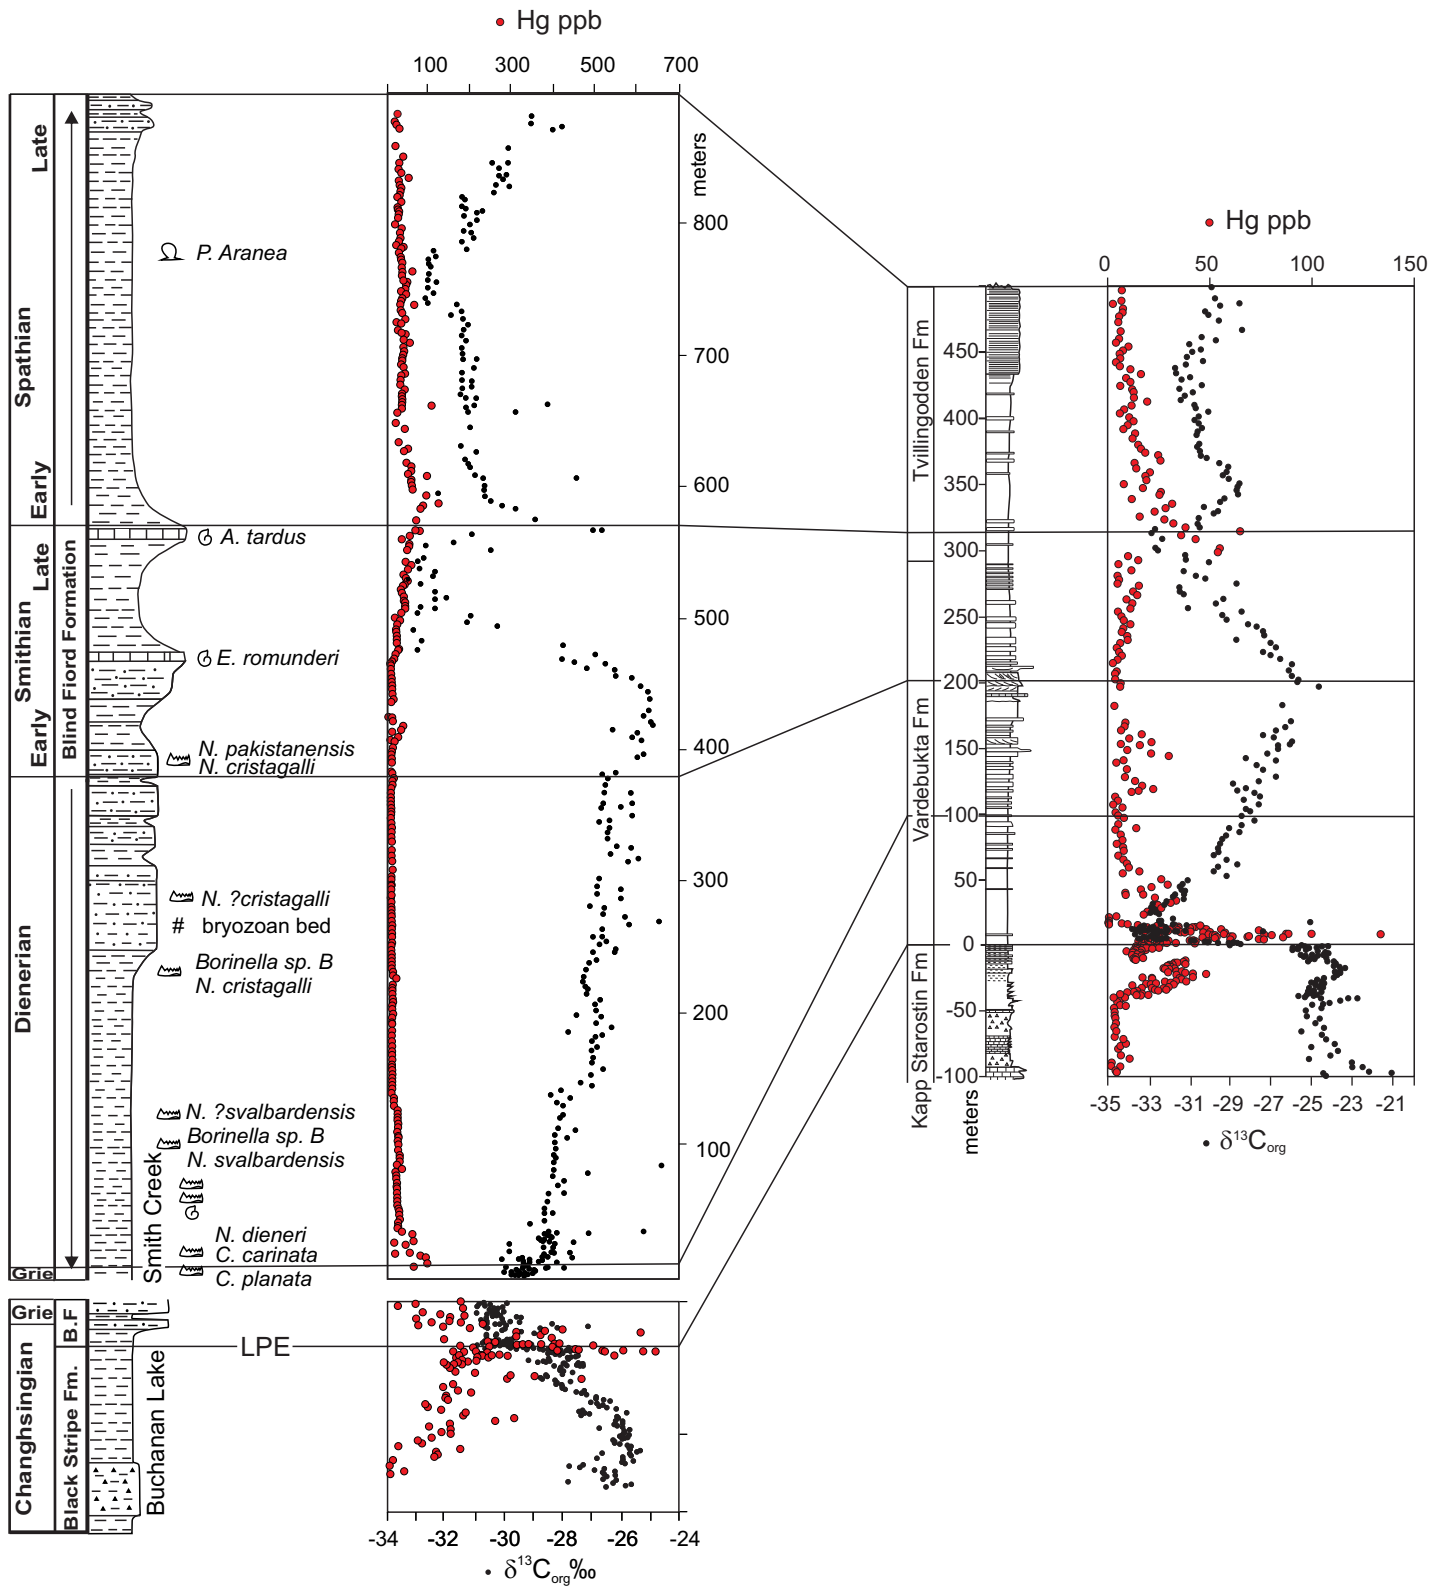 Hg ppb
100 300 500 700
Late
Spathian
Early
Late
Smithian
Early
Dienerian
Grie
Blind Fiord Formation
Smith Creek
P. Aranea
A. tardus
E. romunderi
N. pakistanensis
N. cristagalli
N. ?cristagalli
# bryozoan bed
Borinella sp. B
N. cristagalli
N. ?svalbardensis
Borinella sp. B
N. svalbardensis
N. dieneri
C. carinata
C. planata
meters
800
700
600
500
400
300
200
100
Grie
Changhsingian
B.F
Black Stripe Fm.
Buchanan Lake
LPE
-34 -32 -30 -28 -26 -24
δ13Corg‰
Hg ppb
0 50 100 150
Tvillingodden Fm
Vardebukta Fm
Kapp Starostin Fm
450
400
350
300
250
200
150
100
50
0
-50
-100
meters
-35 -33 -31 -29 -27 -25 -23 -21
δ13Corg